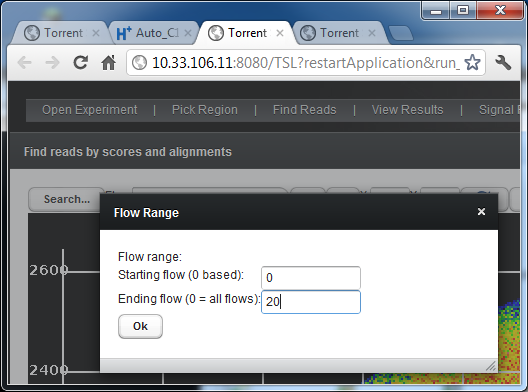 Torrent
Auto_C1
Torrent
Torrent
10.33.106.11:8080/TSL?restartApplication&run_
Open Experiment | Pick Region | Find Reads | View Results | Signal
Find reads by scores and alignments
Search...
Flow Range
Flow range:
Starting flow (0 based): 0
Ending flow (0 = all flows): 20
Ok
2600
2400